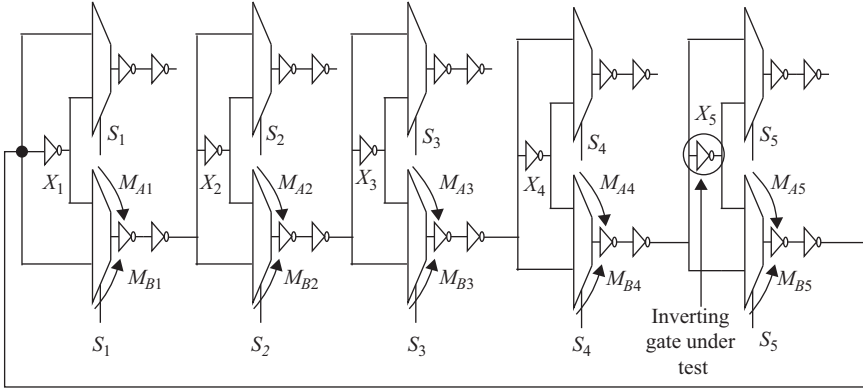 S1
S2
S3
S4
X5
S5
X1
MA1
X2
MA2
X3
MA3
X4
MA4
MA5
MB1
MB2
MB3
MB4
MB5
Inverting
gate under
test
S1
S2
S3
S4
S5